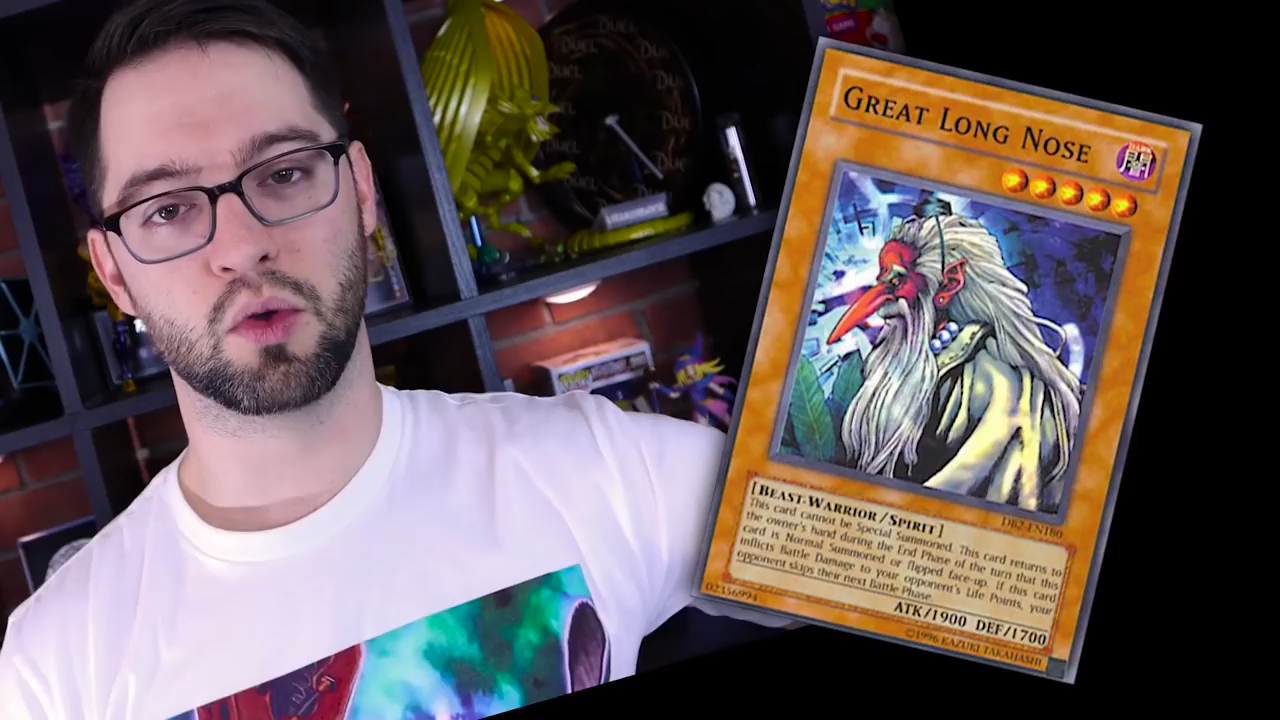 DUEL
GREAT LONG NOSE
DARK
闇
[BEAST-WARRIOR/SPIRIT]
DB2-EN180
This card cannot be Special Summoned. This card returns to
the owner's hand during the End Phase of the turn that this
card is Normal Summoned or flipped face-up. If this card
inflicts Battle Damage to your opponent's Life Points, your
opponent skips their next Battle Phase.
ATK/1900 DEF/1700
02356994
©1996 KAZUKI TAKAHASHI